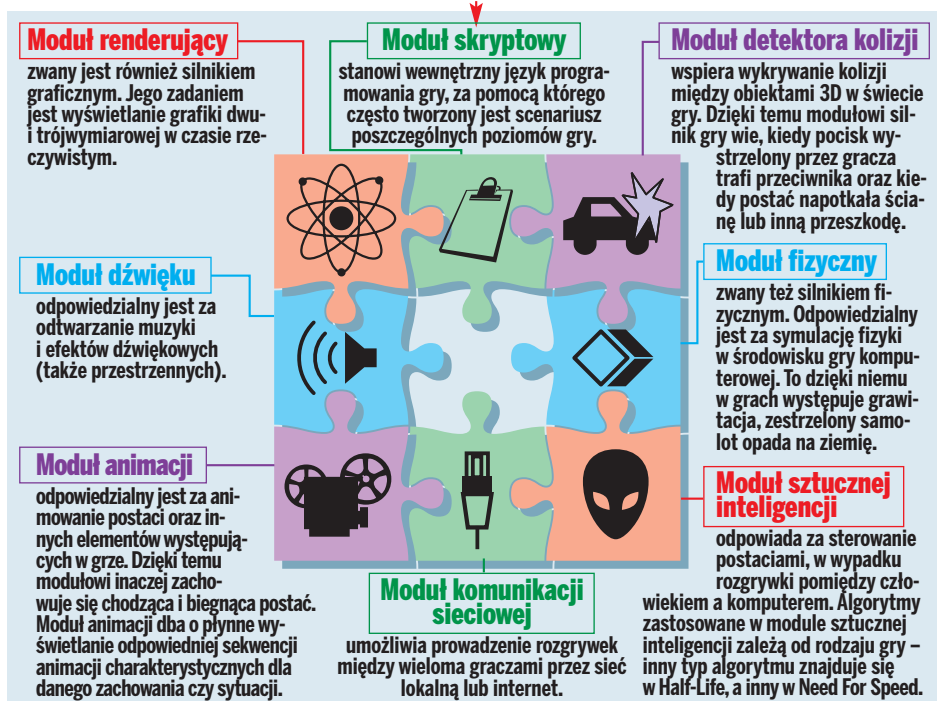 Moduł renderujący
zwany jest również silnikiem
graficznym. Jego zadaniem
jest wyświetlanie grafiki dwu-
i trójwymiarowej w czasie rze-
czywistym.
Moduł skryptowy
stanowi wewnętrzny język progra-
mowania gry, za pomocą którego
często tworzony jest scenariusz
poszczególnych poziomów gry.
Moduł detektora kolizji
wspiera wykrywanie kolizji
między obiektami 3D w świecie
gry. Dzięki temu modułowi sil-
nik gry wie, kiedy pocisk wy-
strzelony przez gracza
trafi przeciwnika oraz kie-
dy postać napotkała ścia-
nę lub inną przeszkodę.
Moduł dźwięku
odpowiedzialny jest za
odtwarzanie muzyki
i efektów dźwiękowych
(także przestrzennych).
Moduł fizyczny
zwany też silnikiem fi-
zycznym. Odpowiedzialny
jest za symulację fizyki
w środowisku gry kompu-
terowej. To dzięki niemu
w grach występuje grawi-
tacja, zestrzelony samo-
lot opada na ziemię.
Moduł animacji
odpowiedzialny jest za ani-
mowanie postaci oraz in-
nych elementów występują-
cych w grze. Dzięki temu
modułowi inaczej zacho-
wuje się chodząca i biegnąca postać.
Moduł animacji dba o płynne wy-
świetlanie odpowiedniej sekwencji
animacji charakterystycznych dla
danego zachowania czy sytuacji.
Moduł komunikacji
sieciowej
umożliwia prowadzenie rozgrywek
między wieloma graczami przez sieć
lokalną lub internet.
Moduł sztucznej
inteligencji
odpowiada za sterowanie
postaciami, w wypadku
rozgrywki pomiędzy czło-
wiekiem a komputerem. Algorytmy
zastosowane w module sztucznej
inteligencji zależą od rodzaju gry –
inny typ algorytmu znajduje się
w Half-Life, a inny w Need For Speed.